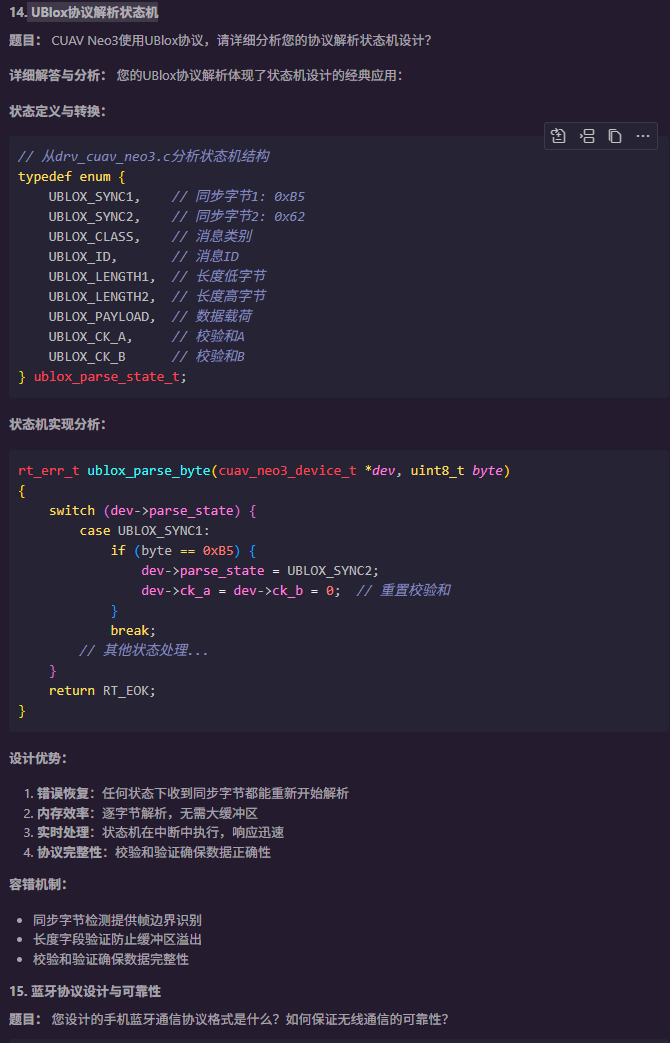 14. UBlox协议解析状态机
题目： CUAV Neo3使用UBlox协议，请详细分析您的协议解析状态机设计？
详细解答与分析： 您的UBlox协议解析体现了状态机设计的经典应用：
状态定义与转换：
// 从drv_cuav_neo3.c分析状态机结构
typedef enum {
    UBLOX_SYNC1,    // 同步字节1: 0xB5
    UBLOX_SYNC2,    // 同步字节2: 0x62
    UBLOX_CLASS,    // 消息类别
    UBLOX_ID,       // 消息ID
    UBLOX_LENGTH1,  // 长度低字节
    UBLOX_LENGTH2,  // 长度高字节
    UBLOX_PAYLOAD,  // 数据载荷
    UBLOX_CK_A,     // 校验和A
    UBLOX_CK_B      // 校验和B
} ublox_parse_state_t;
状态机实现分析：
rt_err_t ublox_parse_byte(cuav_neo3_device_t *dev, uint8_t byte)
{
    switch (dev->parse_state) {
        case UBLOX_SYNC1:
            if (byte == 0xB5) {
                dev->parse_state = UBLOX_SYNC2;
                dev->ck_a = dev->ck_b = 0;  // 重置校验和
            }
            break;
        // 其他状态处理...
    }
    return RT_EOK;
}
设计优势：
1. 错误恢复：任何状态下收到同步字节都能重新开始解析
2. 内存效率：逐字节解析，无需大缓冲区
3. 实时处理：状态机在中断中执行，响应迅速
4. 协议完整性：校验和验证确保数据正确性
容错机制：
• 同步字节检测提供帧边界识别
• 长度字段验证防止缓冲区溢出
• 校验和验证确保数据完整性
15. 蓝牙协议设计与可靠性
题目： 您设计的手机蓝牙通信协议格式是什么？如何保证无线通信的可靠性？